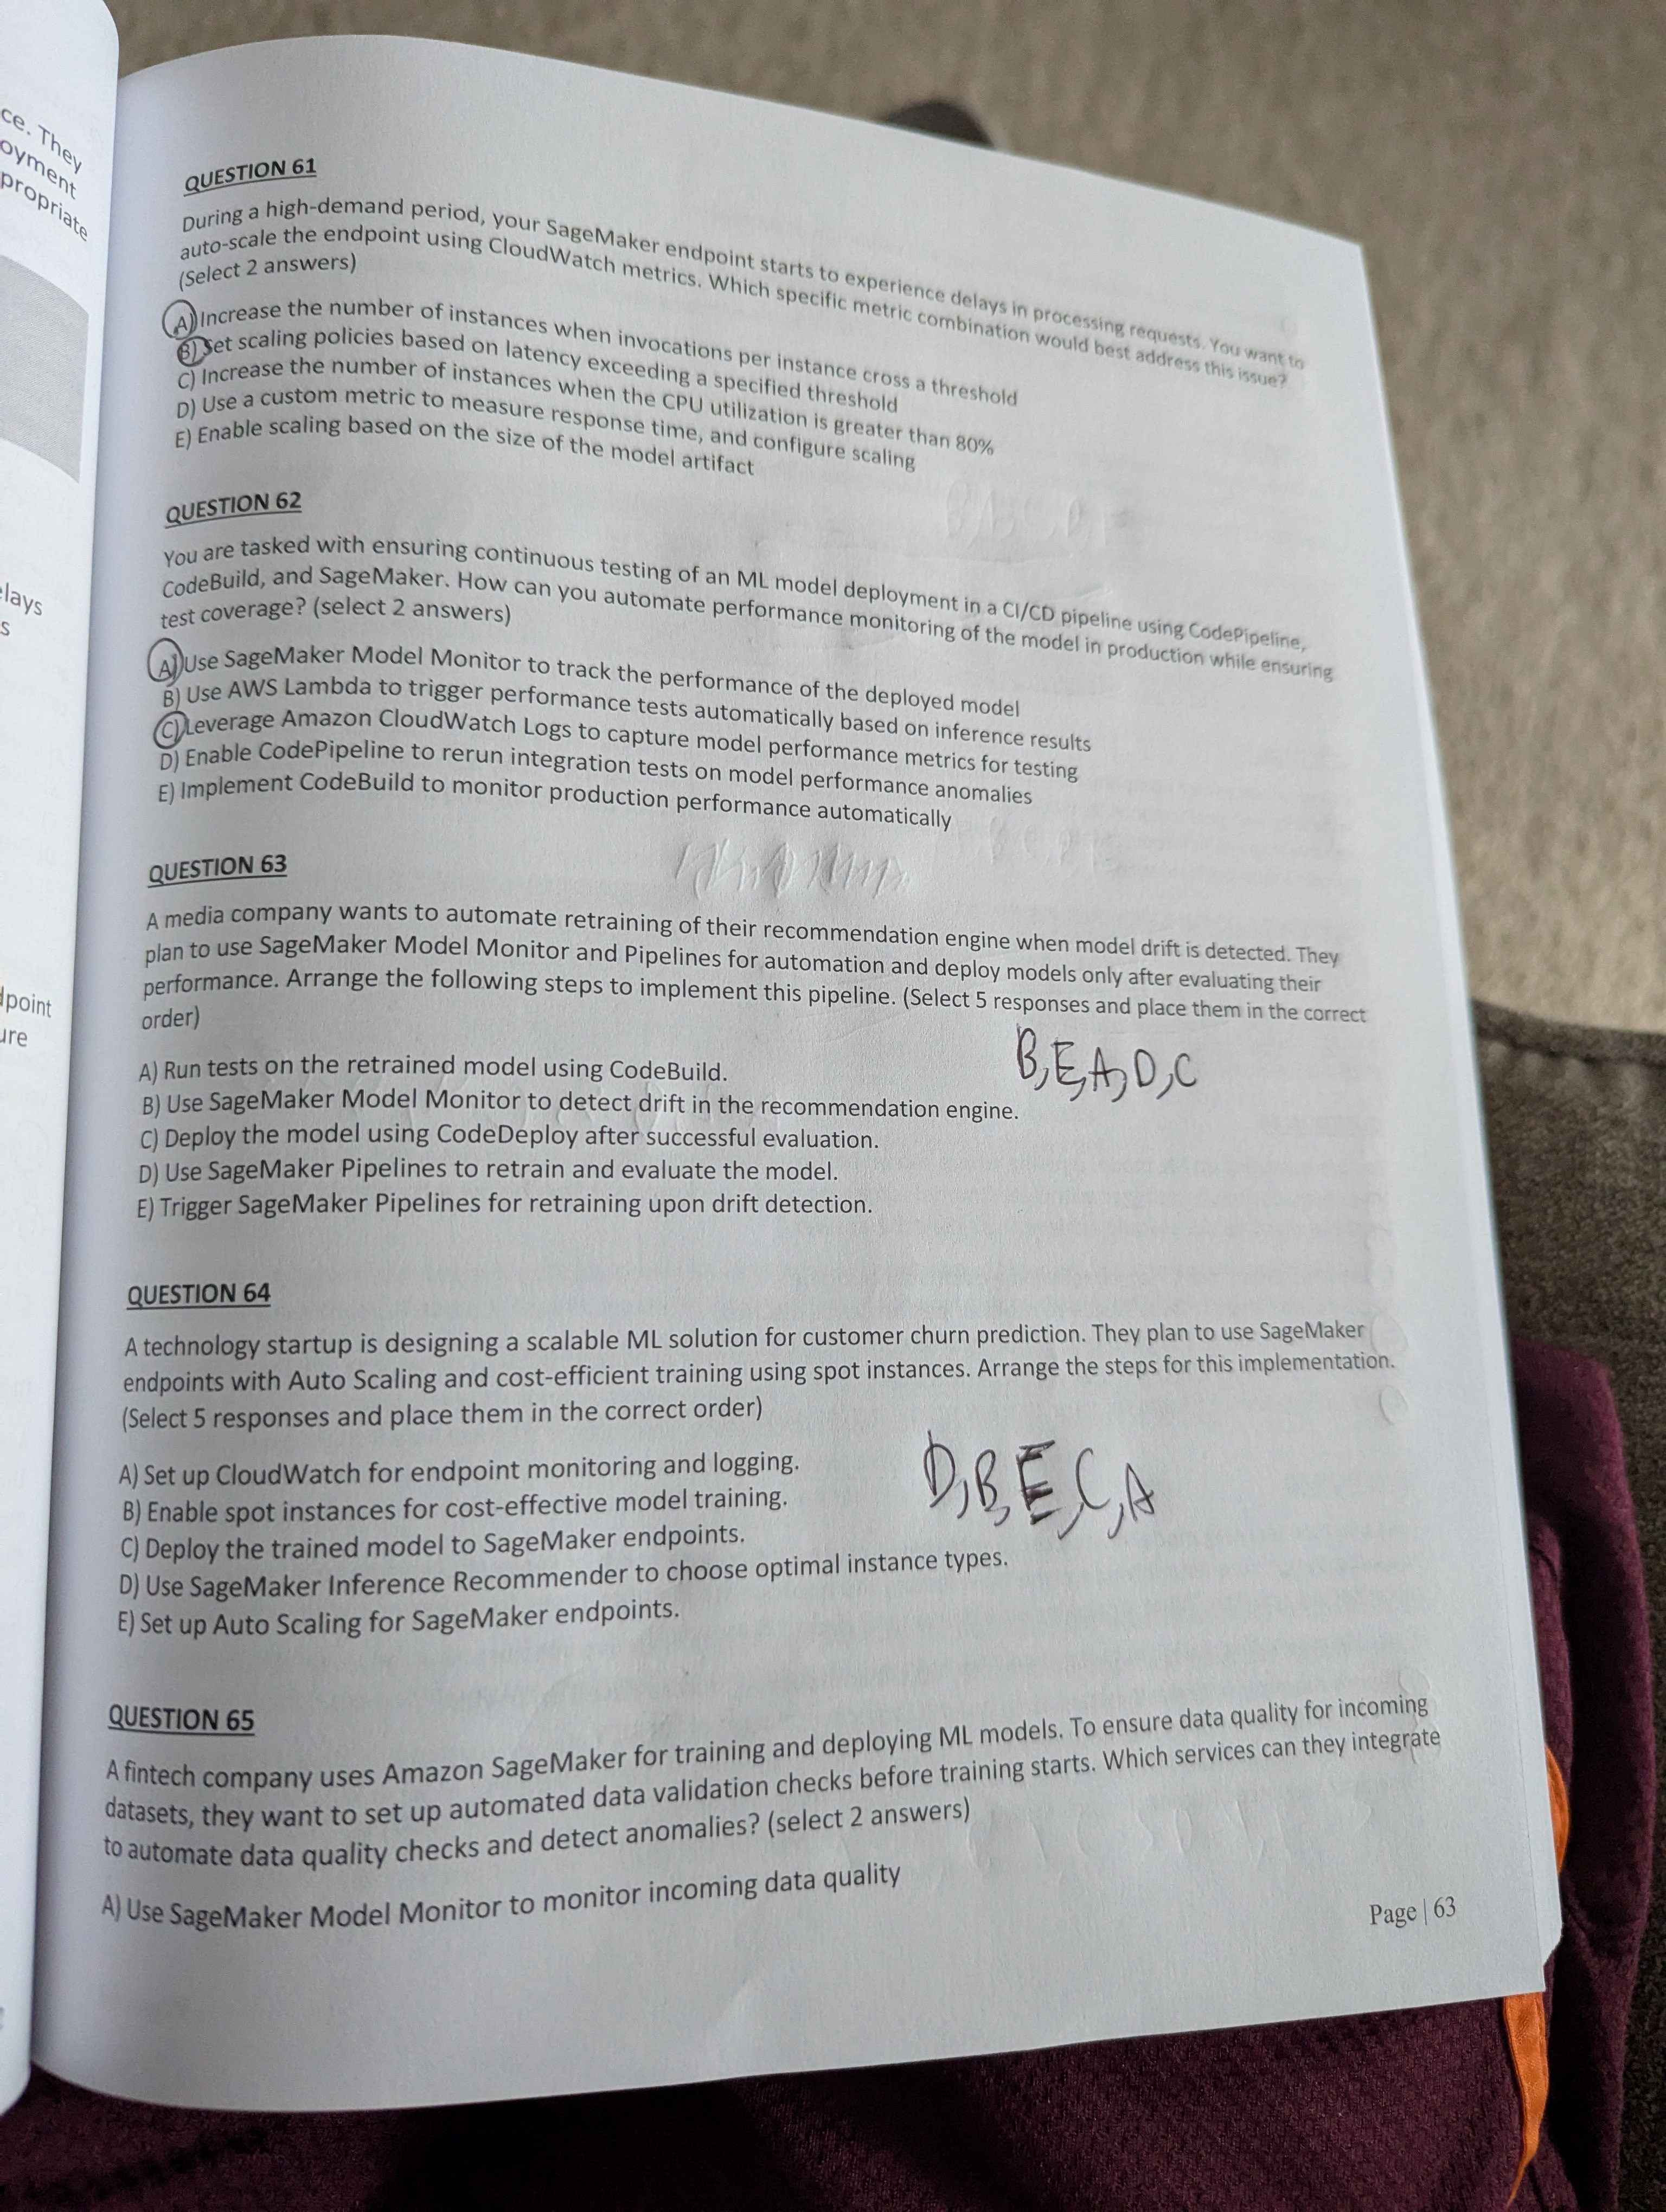 ce. They
oyment
propriate
lays
s
point
ure
QUESTION 61
During a high-demand period, your SageMaker endpoint starts to experience delays in processing requests. You want to
auto-scale the endpoint using CloudWatch metrics. Which specific metric combination would best address this issue?
(Select 2 answers)
A) Increase the number of instances when invocations per instance cross a threshold
B) Set scaling policies based on latency exceeding a specified threshold
C) Increase the number of instances when the CPU utilization is greater than 80%
D) Use a custom metric to measure response time, and configure scaling
E) Enable scaling based on the size of the model artifact
QUESTION 62
You are tasked with ensuring continuous testing of an ML model deployment in a CI/CD pipeline using CodePipeline,
CodeBuild, and SageMaker. How can you automate performance monitoring of the model in production while ensuring
test coverage? (select 2 answers)
A) Use SageMaker Model Monitor to track the performance of the deployed model
B) Use AWS Lambda to trigger performance tests automatically based on inference results
C) Leverage Amazon CloudWatch Logs to capture model performance metrics for testing
D) Enable CodePipeline to rerun integration tests on model performance anomalies
E) Implement CodeBuild to monitor production performance automatically
QUESTION 63
A media company wants to automate retraining of their recommendation engine when model drift is detected. They
plan to use SageMaker Model Monitor and Pipelines for automation and deploy models only after evaluating their
performance. Arrange the following steps to implement this pipeline. (Select 5 responses and place them in the correct
order)
B,E,A,D,C
A) Run tests on the retrained model using CodeBuild.
B) Use SageMaker Model Monitor to detect drift in the recommendation engine.
C) Deploy the model using CodeDeploy after successful evaluation.
D) Use SageMaker Pipelines to retrain and evaluate the model.
E) Trigger SageMaker Pipelines for retraining upon drift detection.
QUESTION 64
A technology startup is designing a scalable ML solution for customer churn prediction. They plan to use SageMaker
endpoints with Auto Scaling and cost-efficient training using spot instances. Arrange the steps for this implementation.
(Select 5 responses and place them in the correct order)
D,B,E,C,A
A) Set up CloudWatch for endpoint monitoring and logging.
B) Enable spot instances for cost-effective model training.
C) Deploy the trained model to SageMaker endpoints.
D) Use SageMaker Inference Recommender to choose optimal instance types.
E) Set up Auto Scaling for SageMaker endpoints.
QUESTION 65
A fintech company uses Amazon SageMaker for training and deploying ML models. To ensure data quality for incoming
datasets, they want to set up automated data validation checks before training starts. Which services can they integrate
to automate data quality checks and detect anomalies? (select 2 answers)
A) Use SageMaker Model Monitor to monitor incoming data quality
Page | 63